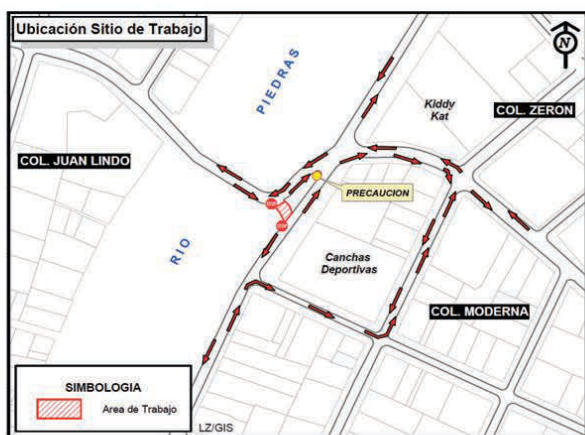 Ubicación Sitio de Trabajo
N
PIEDRAS
Kiddy
Kat
COL. ZERON
COL. JUAN LINDO
PRECAUCION
RIO
Canchas
Deportivas
COL. MODERNA
SIMBOLOGIA
Area de Trabajo
LZ/GIS